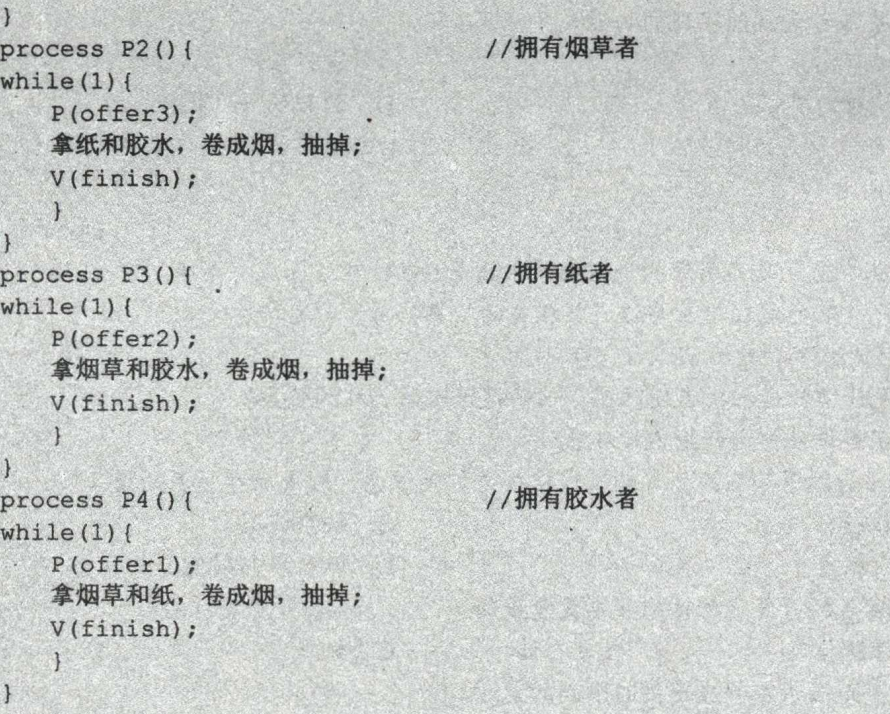 }
process P2(){ //拥有烟草者
while(1){
P(offer3);
拿纸和胶水，卷成烟，抽掉;
V(finish);
}
}
process P3(){ //拥有纸者
while(1){
P(offer2);
拿烟草和胶水，卷成烟，抽掉;
V(finish);
}
}
process P4(){ //拥有胶水者
while(1){
P(offer1);
拿烟草和纸，卷成烟，抽掉;
V(finish);
}
}